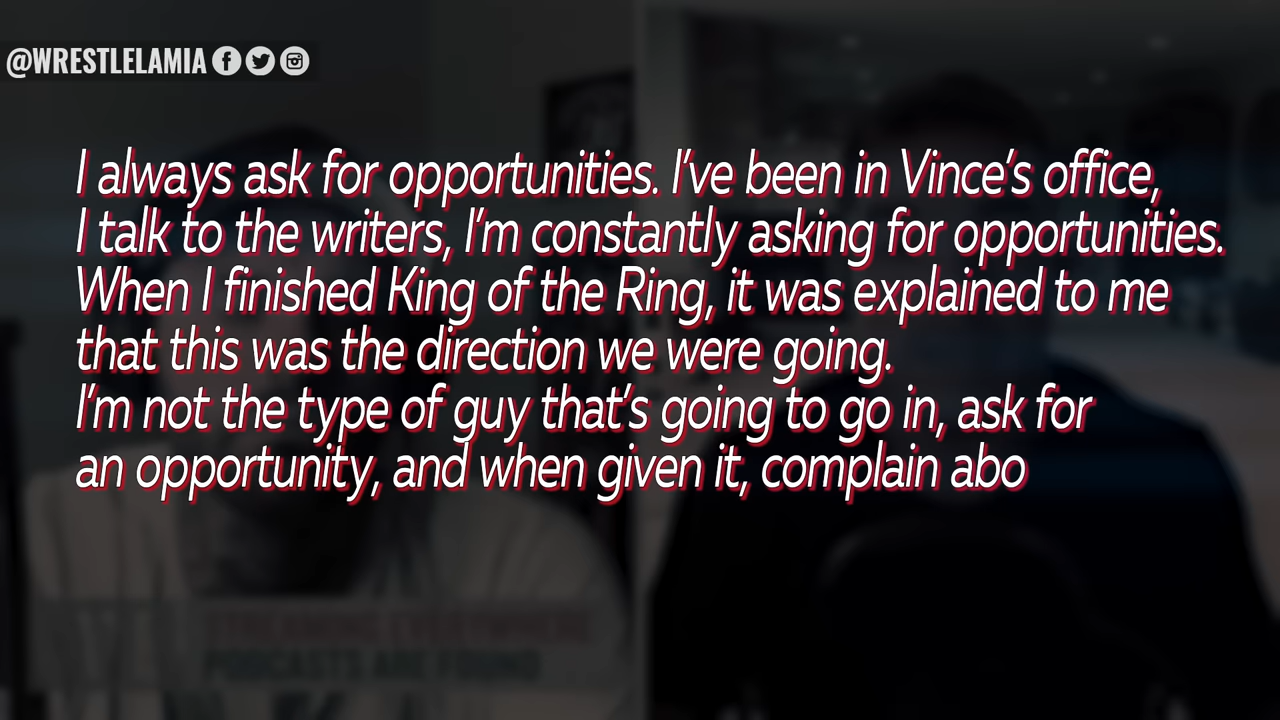 @WRESTLELAMIA
I always ask for opportunities. I've been in Vince's office,
I talk to the writers, I'm constantly asking for opportunities.
When I finished King of the Ring, it was explained to me
that this was the direction we were going.
I'm not the type of guy that's going to go in, ask for
an opportunity, and when given it, complain abo
PODCASTS ARE FOUND